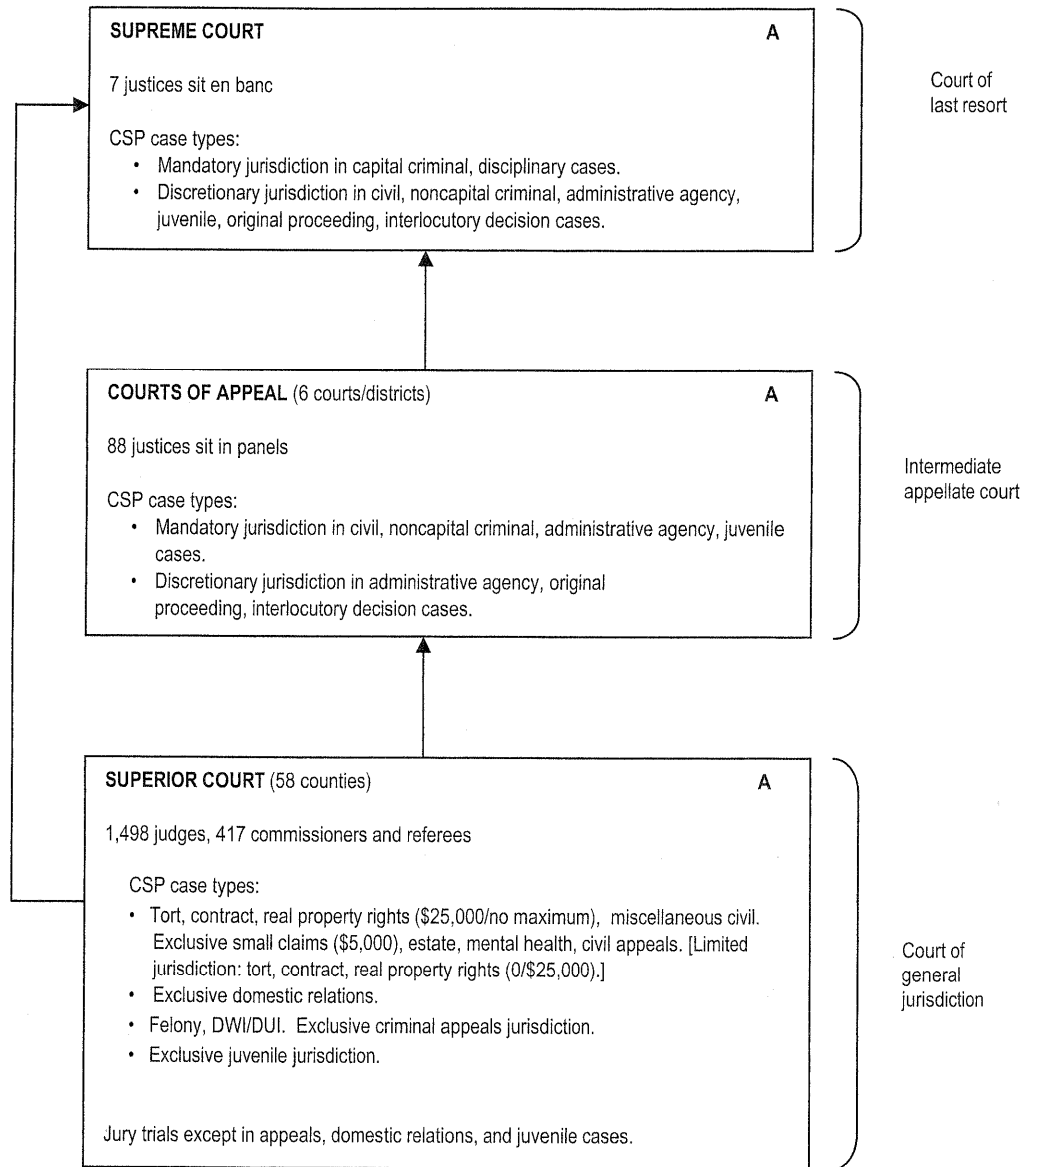 SUPREME COURT A
7 justices sit en banc
CSP case types:
• Mandatory jurisdiction in capital criminal, disciplinary cases.
• Discretionary jurisdiction in civil, noncapital criminal, administrative agency,
juvenile, original proceeding, interlocutory decision cases.
Court of
last resort
COURTS OF APPEAL (6 courts/districts) A
88 justices sit in panels
CSP case types:
• Mandatory jurisdiction in civil, noncapital criminal, administrative agency, juvenile
cases.
• Discretionary jurisdiction in administrative agency, original
proceeding, interlocutory decision cases.
Intermediate
appellate court
SUPERIOR COURT (58 counties) A
1,498 judges, 417 commissioners and referees
CSP case types:
• Tort, contract, real property rights ($25,000/no maximum), miscellaneous civil.
Exclusive small claims ($5,000), estate, mental health, civil appeals. [Limited
jurisdiction: tort, contract, real property rights (0/$25,000).]
• Exclusive domestic relations.
• Felony, DWI/DUI. Exclusive criminal appeals jurisdiction.
• Exclusive juvenile jurisdiction.
Jury trials except in appeals, domestic relations, and juvenile cases.
Court of
general
jurisdiction